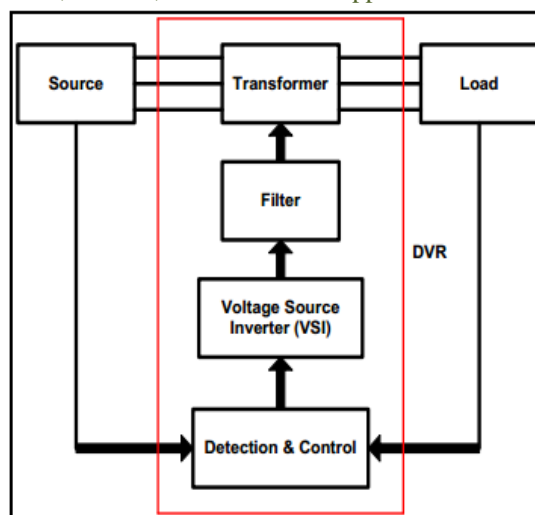 Source
Transformer
Load
Filter
DVR
Voltage Source
Inverter (VSI)
Detection & Control